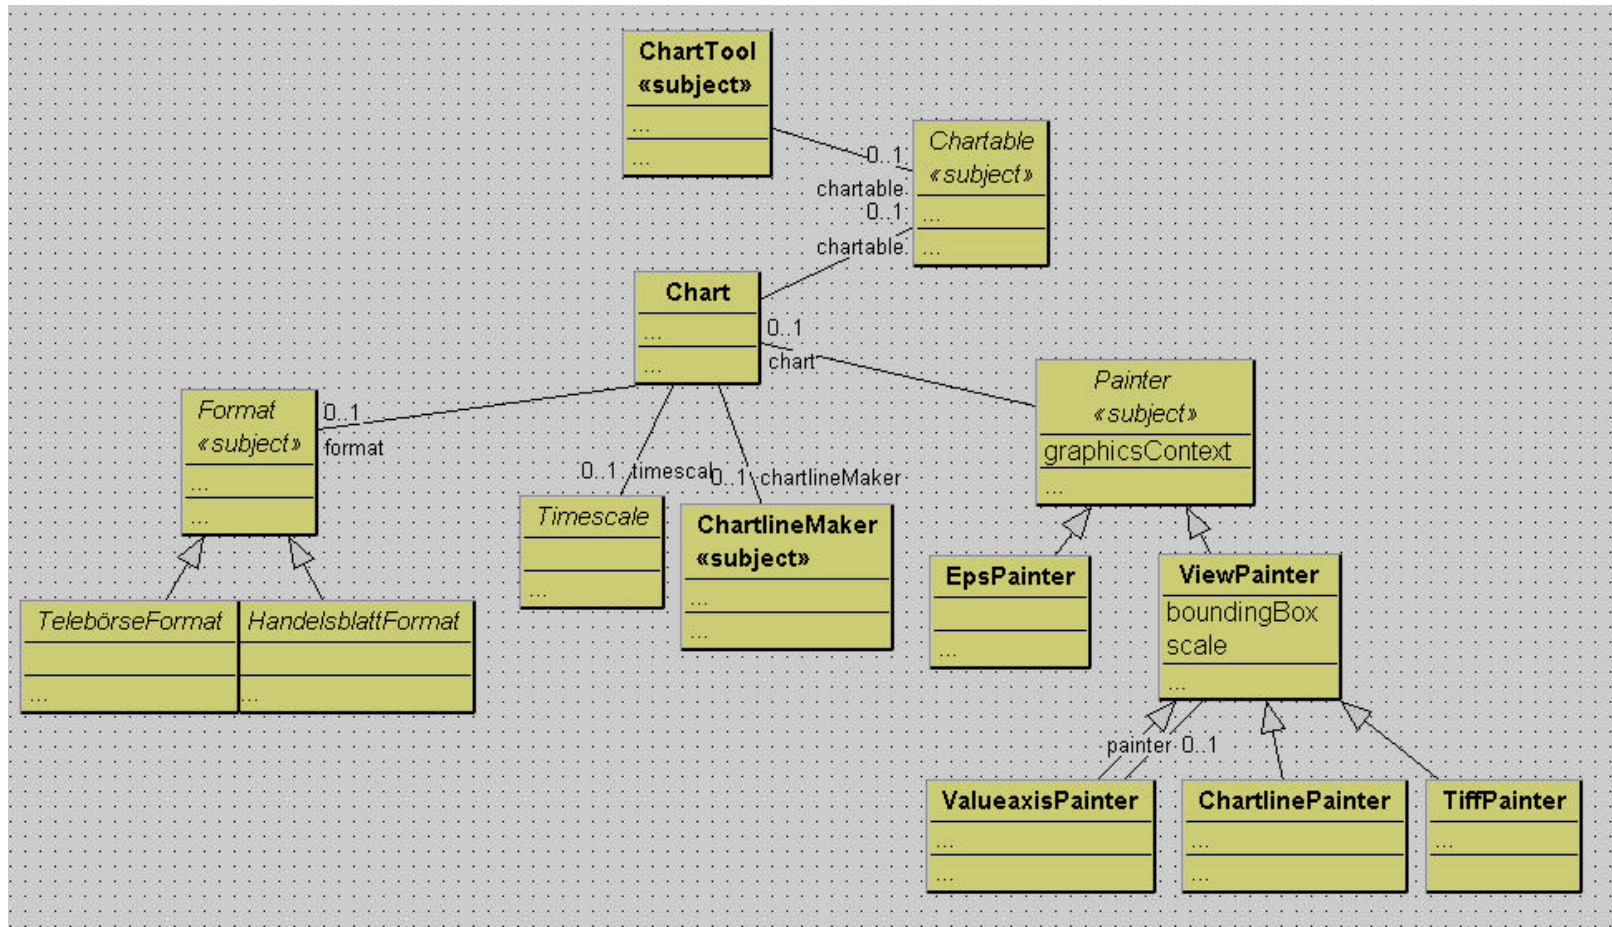 ChartTool
«subject»
...
...
Chartable
«subject»
...
...
0..1
chartable
0..1
chartable
Chart
...
...
0..1
chart
Format
«subject»
...
...
0..1
format
Painter
«subject»
graphicsContext
...
0..1 timescal
0..1 chartlineMaker
Timescale
...
ChartlineMaker
«subject»
...
...
EpsPainter
...
ViewPainter
boundingBox
scale
...
TelebörseFormat
...
HandelsblattFormat
...
painter 0..1
ValueaxisPainter
...
...
ChartlinePainter
...
...
TiffPainter
...